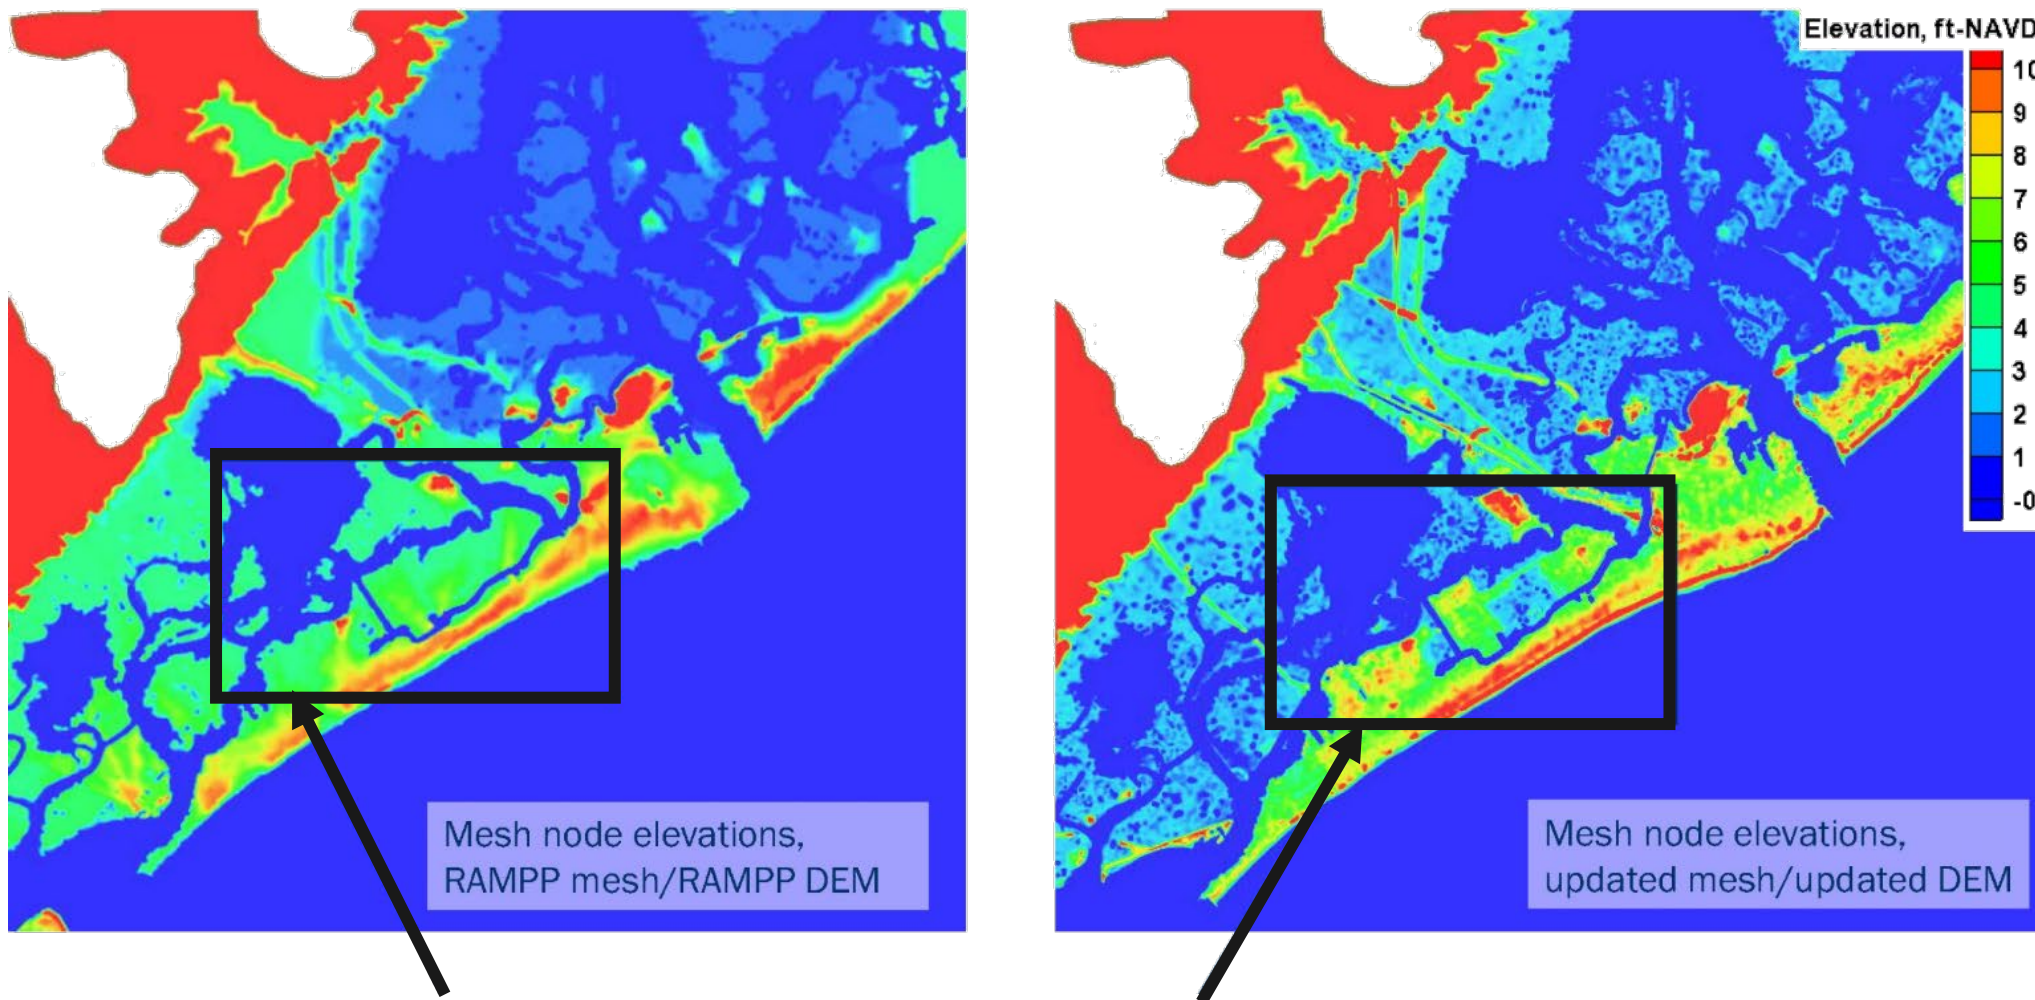 Elevation, ft-NAVD
10
9
8
7
6
5
4
3
2
1
-0
Mesh node elevations,
RAMPP mesh/RAMPP DEM
Mesh node elevations,
updated mesh/updated DEM